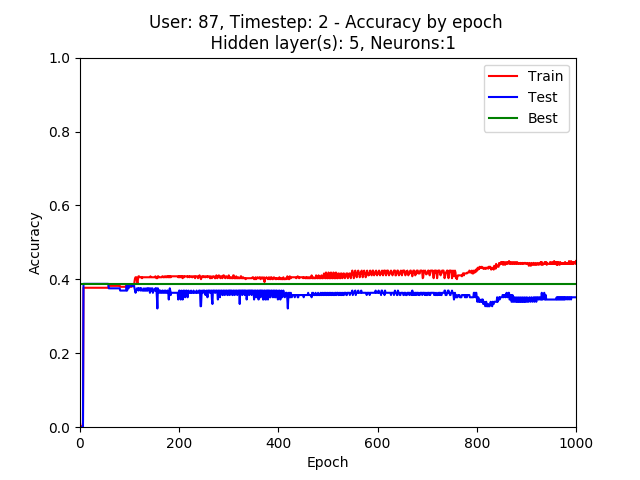 User: 87, Timestep: 2 - Accuracy by epoch
Hidden layer(s): 5, Neurons:1
1.0
Train
Test
Best
0.8
0.6
Accuracy
0.4
0.2
0.0
0 200 400 600 800 1000
Epoch